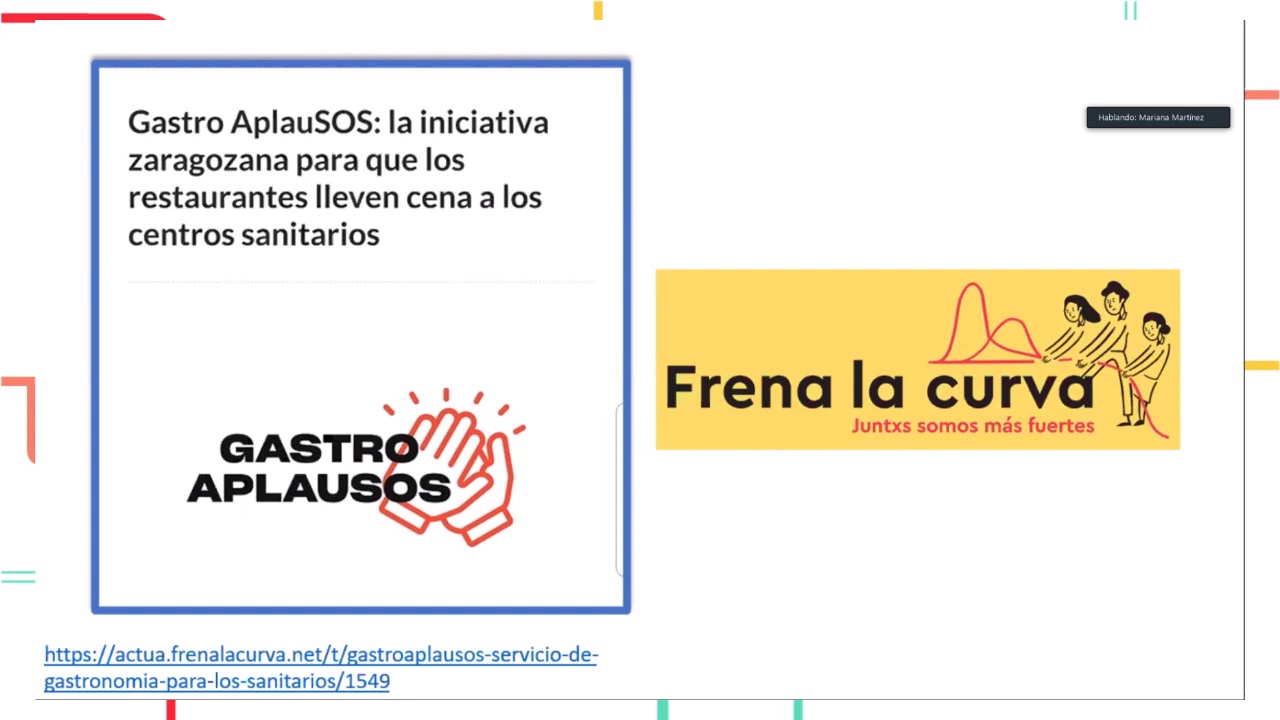 Gastro AplauSOS: la iniciativa
zaragozana para que los
restaurantes lleven cena a los
centros sanitarios
GASTRO
APLAUSOS
Hablando: Mariana Martínez
Frena la curva
Juntxs somos más fuertes
https://actua.frenalacurva.net/t/gastroaplausos-servicio-de-
gastronomia-para-los-sanitarios/1549